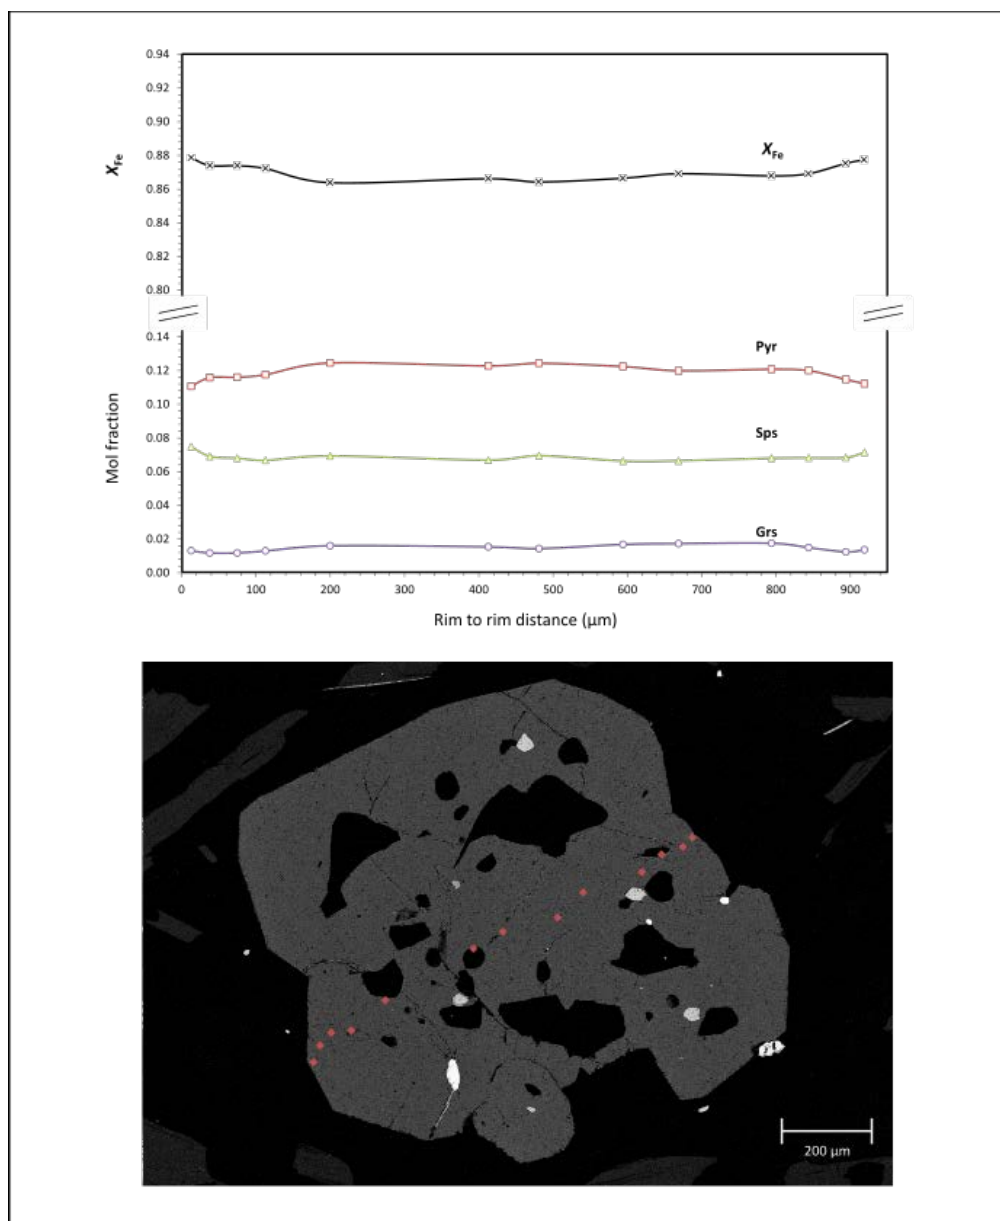 0.94
0.92
0.90
0.88
0.86
0.84
0.82
0.80
X_Fe
X_Fe
0.14
0.12
0.10
0.08
0.06
0.04
0.02
0.00
Mol fraction
Pyr
Sps
Grs
0 100 200 300 400 500 600 700 800 900
Rim to rim distance (μm)
200 μm